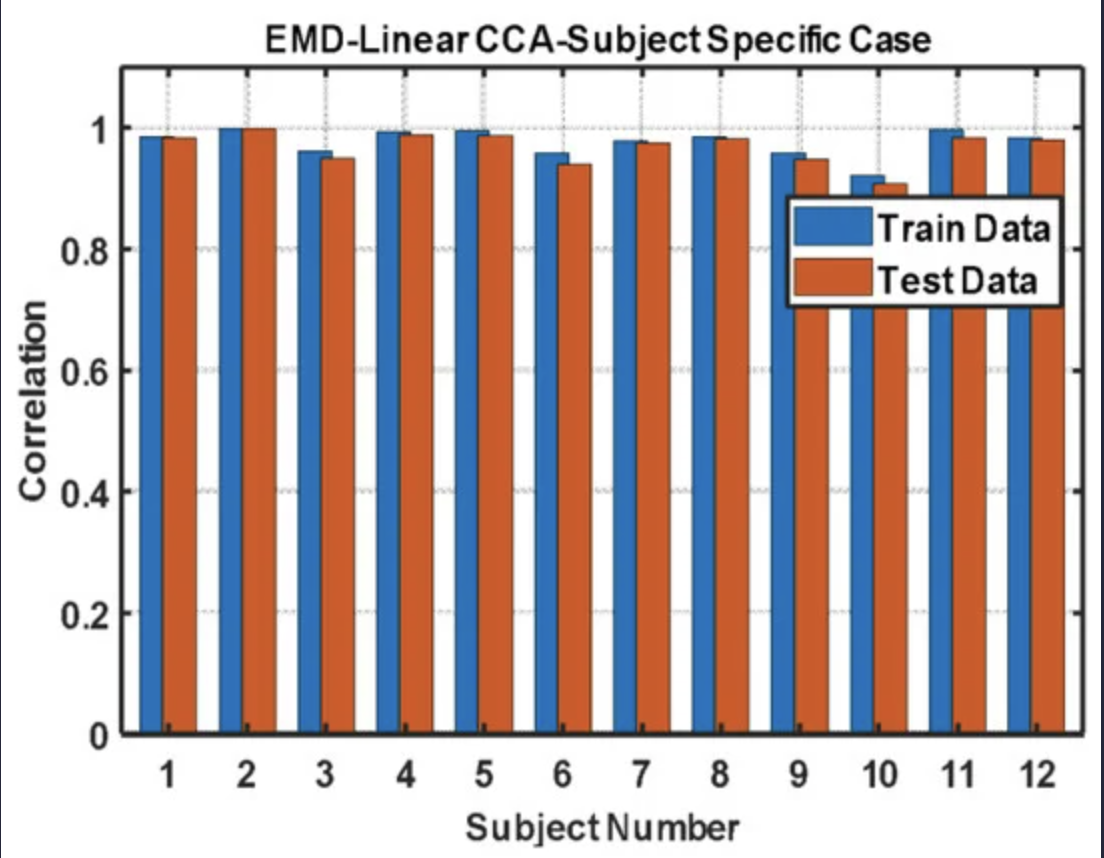 EMD-Linear CCA-Subject Specific Case
1
0.8
0.6
0.4
0.2
0
Correlation
Train Data
Test Data
1 2 3 4 5 6 7 8 9 10 11 12
Subject Number